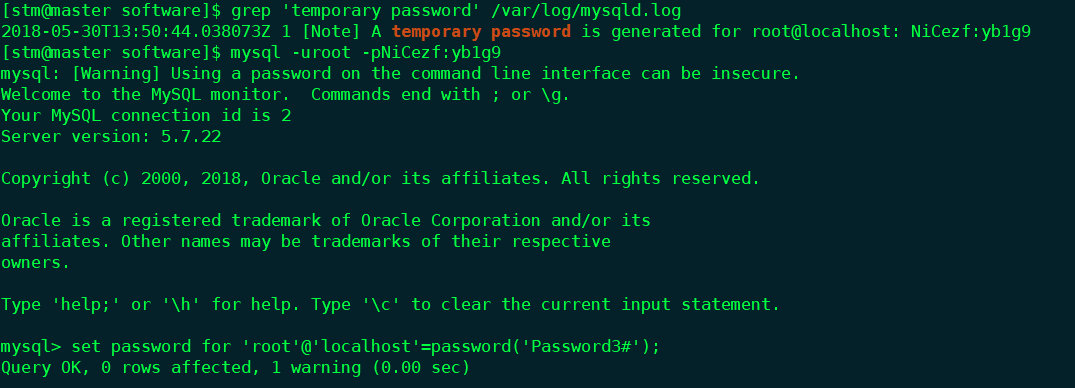 [stm@master software]$ grep 'temporary password' /var/log/mysqld.log
2018-05-30T13:50:44.038073Z 1 [Note] A temporary password is generated for root@localhost: NiCezf:yb1g9
[stm@master software]$ mysql -uroot -pNiCezf:yb1g9
mysql: [Warning] Using a password on the command line interface can be insecure.
Welcome to the MySQL monitor.  Commands end with ; or \g.
Your MySQL connection id is 2
Server version: 5.7.22

Copyright (c) 2000, 2018, Oracle and/or its affiliates. All rights reserved.

Oracle is a registered trademark of Oracle Corporation and/or its
affiliates. Other names may be trademarks of their respective
owners.

Type 'help;' or '\h' for help. Type '\c' to clear the current input statement.

mysql> set password for 'root'@'localhost'=password('Password3#');
Query OK, 0 rows affected, 1 warning (0.00 sec)